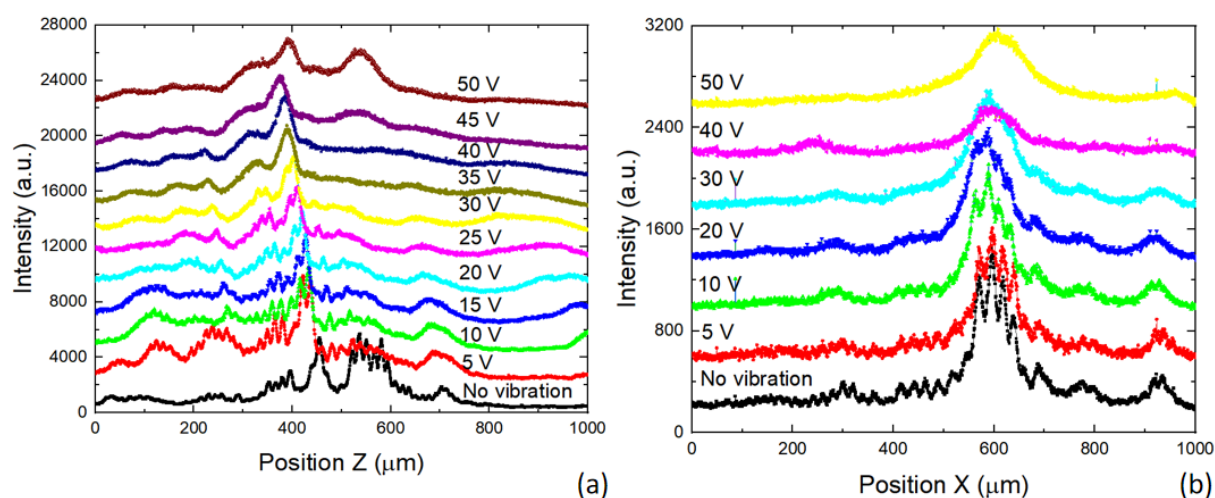 28000
24000
20000
16000
12000
8000
4000
0
Intensity (a.u.)
50 V
45 V
40 V
35 V
30 V
25 V
20 V
15 V
10 V
5 V
No vibration
0 200 400 600 800 1000
Position Z (μm)
(a)
3200
2400
1600
800
0
Intensity (a.u.)
50 V
40 V
30 V
20 V
10 V
5 V
No vibration
0 200 400 600 800 1000
Position X (μm)
(b)